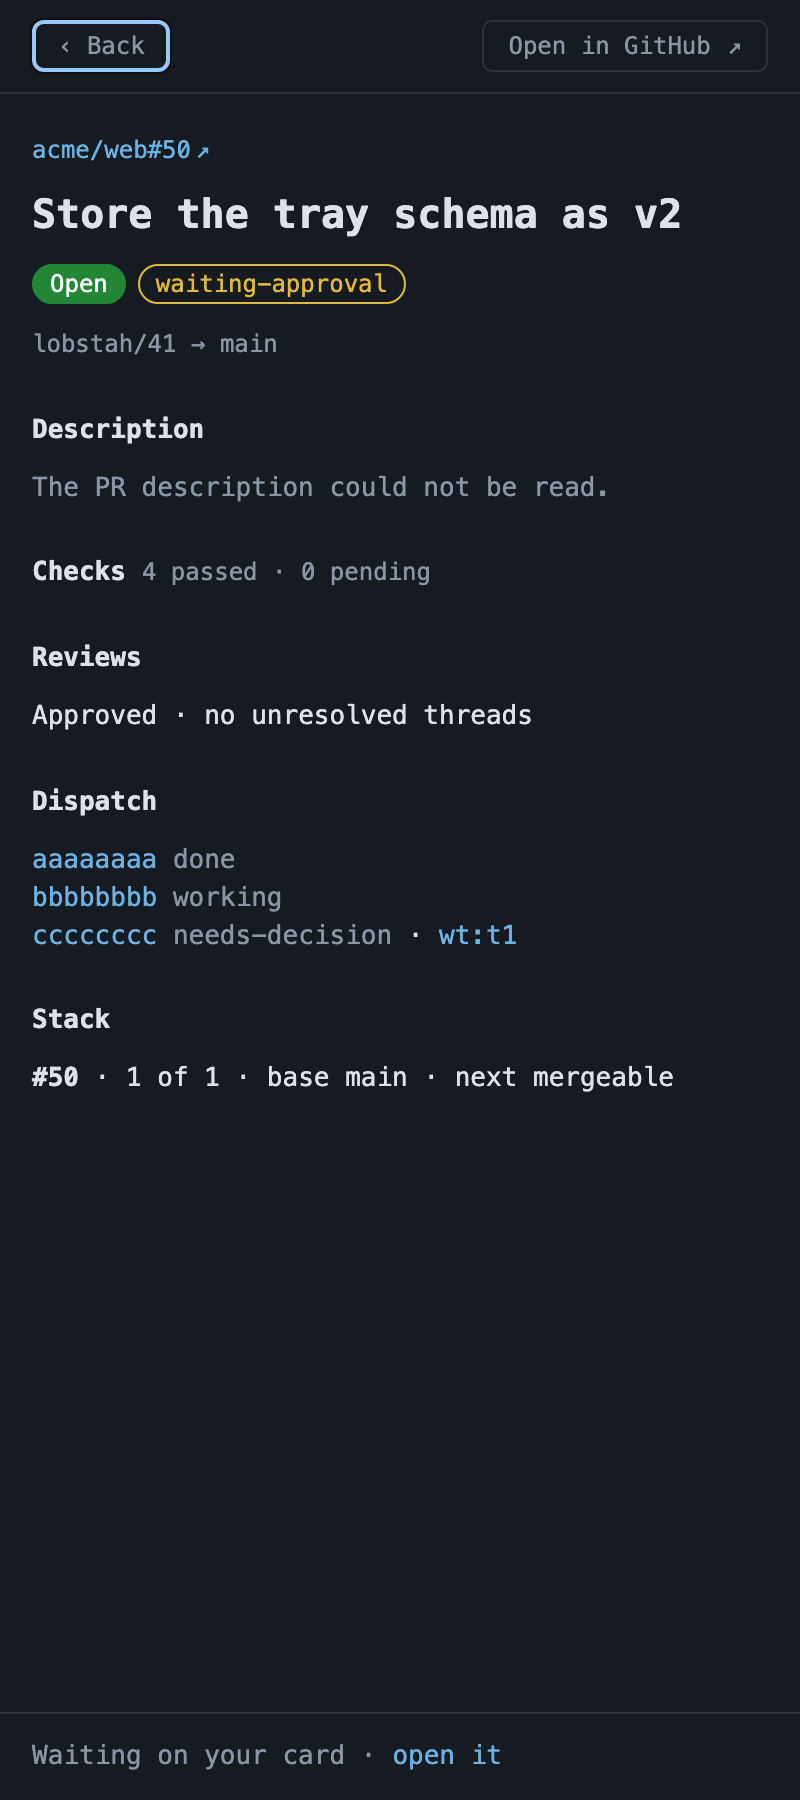 ‹ Back
Open in GitHub ↗
acme/web#50 ↗
Store the tray schema as v2
Open
waiting-approval
lobstah/41 → main
Description
The PR description could not be read.
Checks 4 passed · 0 pending
Reviews
Approved · no unresolved threads
Dispatch
aaaaaaaa done
bbbbbbbb working
cccccccc needs-decision · wt:t1
Stack
#50 · 1 of 1 · base main · next mergeable
Waiting on your card · open it